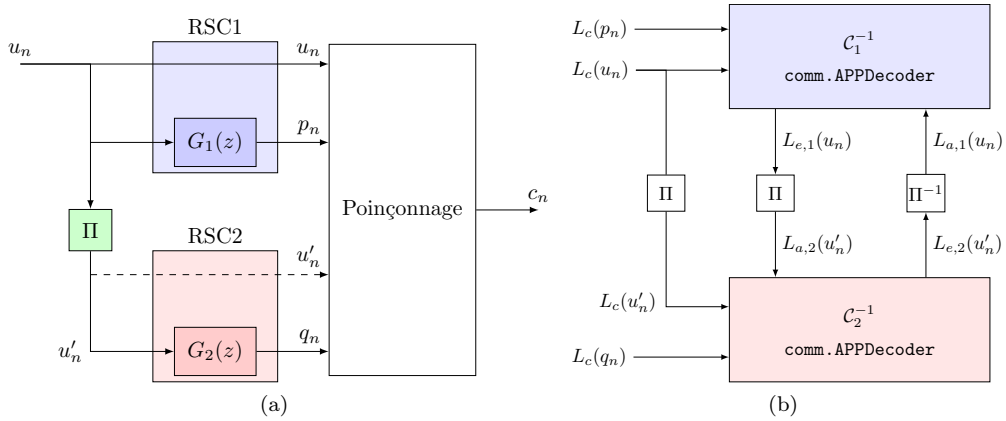 RSC1
u_n
u_n
G_1(z)
p_n
Π
Poinçonnage
c_n
RSC2
u'_n
u'_n
G_2(z)
q_n
(a)
L_c(p_n)
L_c(u_n)
C_1^{-1}
comm.APPDecoder
L_{e,1}(u_n)
L_{a,1}(u_n)
Π
Π
Π^{-1}
L_{a,2}(u'_n)
L_{e,2}(u'_n)
L_c(u'_n)
C_2^{-1}
comm.APPDecoder
L_c(q_n)
(b)